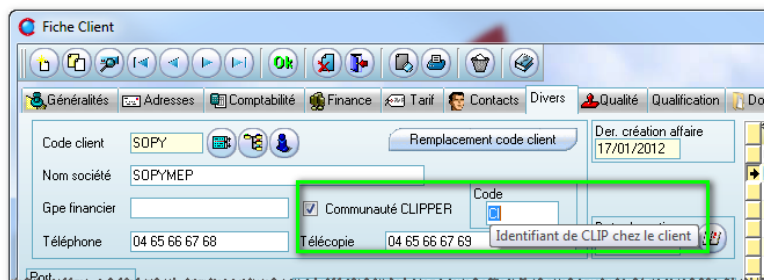 Fiche Client
Ok
Généralités Adresses Comptabilité Finance Tarif Contacts Divers Qualité Qualification Do
Code client SOPY Remplacement code client Der. création affaire
17/01/2012
Nom société SOPYMEP
Gpe financier Communauté CLIPPER Code
Téléphone 04 65 66 67 68 Télécopie 04 65 66 67 69 Identifiant de CLIP chez le client
Port